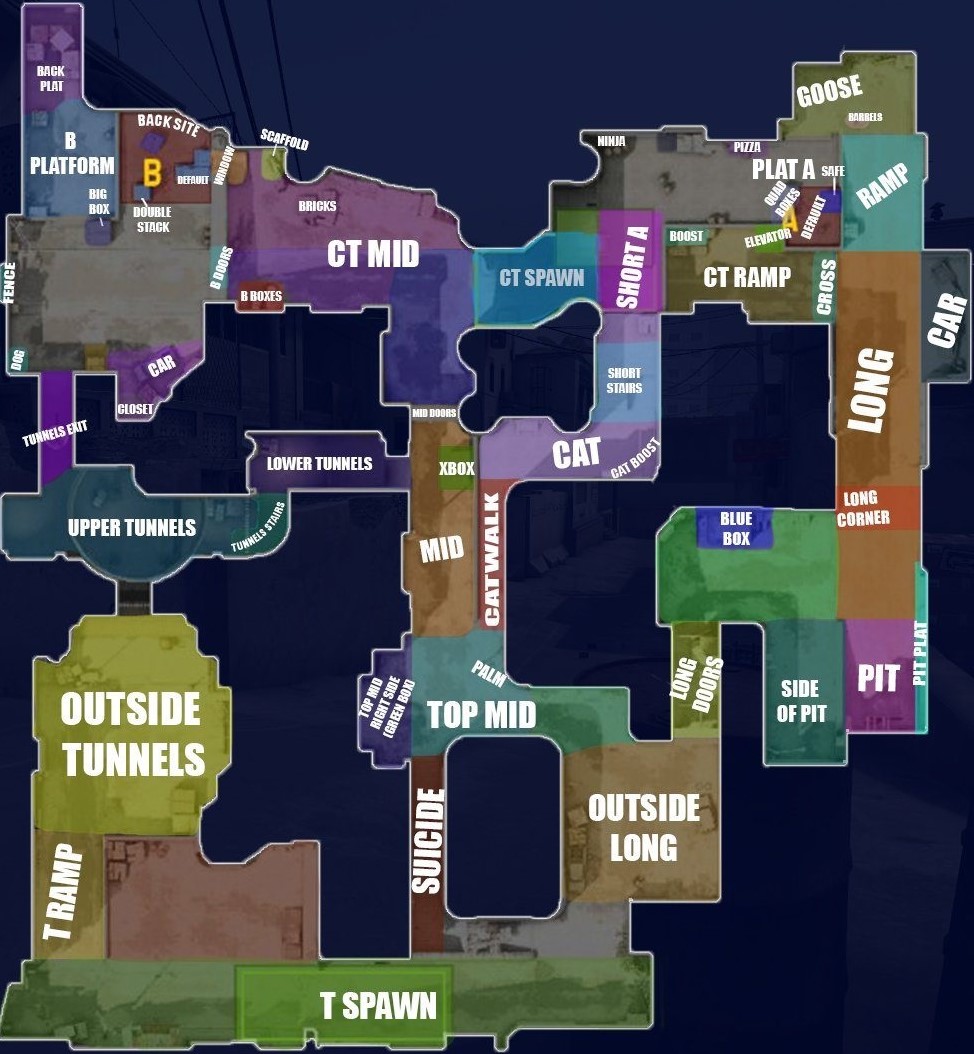 BACK
PLAT
GOOSE
BARRELS
BACK SITE
B
PLATFORM
B
DEFAULT
WINDOW
SCAFFOLD
NINJA
PIZZA
PLAT A
SAFE
RAMP
BIG
BOX
DOUBLE
STACK
BRICKS
QUAD
BOXES
A
DEFAULT
CT MID
B DOORS
B BOXES
CT SPAWN
SHORT A
BOOST
ELEVATOR
CT RAMP
CROSS
CAR
FENCE
DOG
CAR
CLOSET
SHORT
STAIRS
LONG
MID DOORS
TUNNELS EXIT
LOWER TUNNELS
XBOX
CAT
CAT BOOST
UPPER TUNNELS
TUNNELS STAIRS
MID
CATWALK
BLUE
BOX
LONG
CORNER
OUTSIDE
TUNNELS
TOP MID
RIGHT SIDE
(GREEN BOX)
PALM
TOP MID
LONG
DOORS
SIDE
OF PIT
PIT
PIT PLAT
SUICIDE
OUTSIDE
LONG
T RAMP
T SPAWN